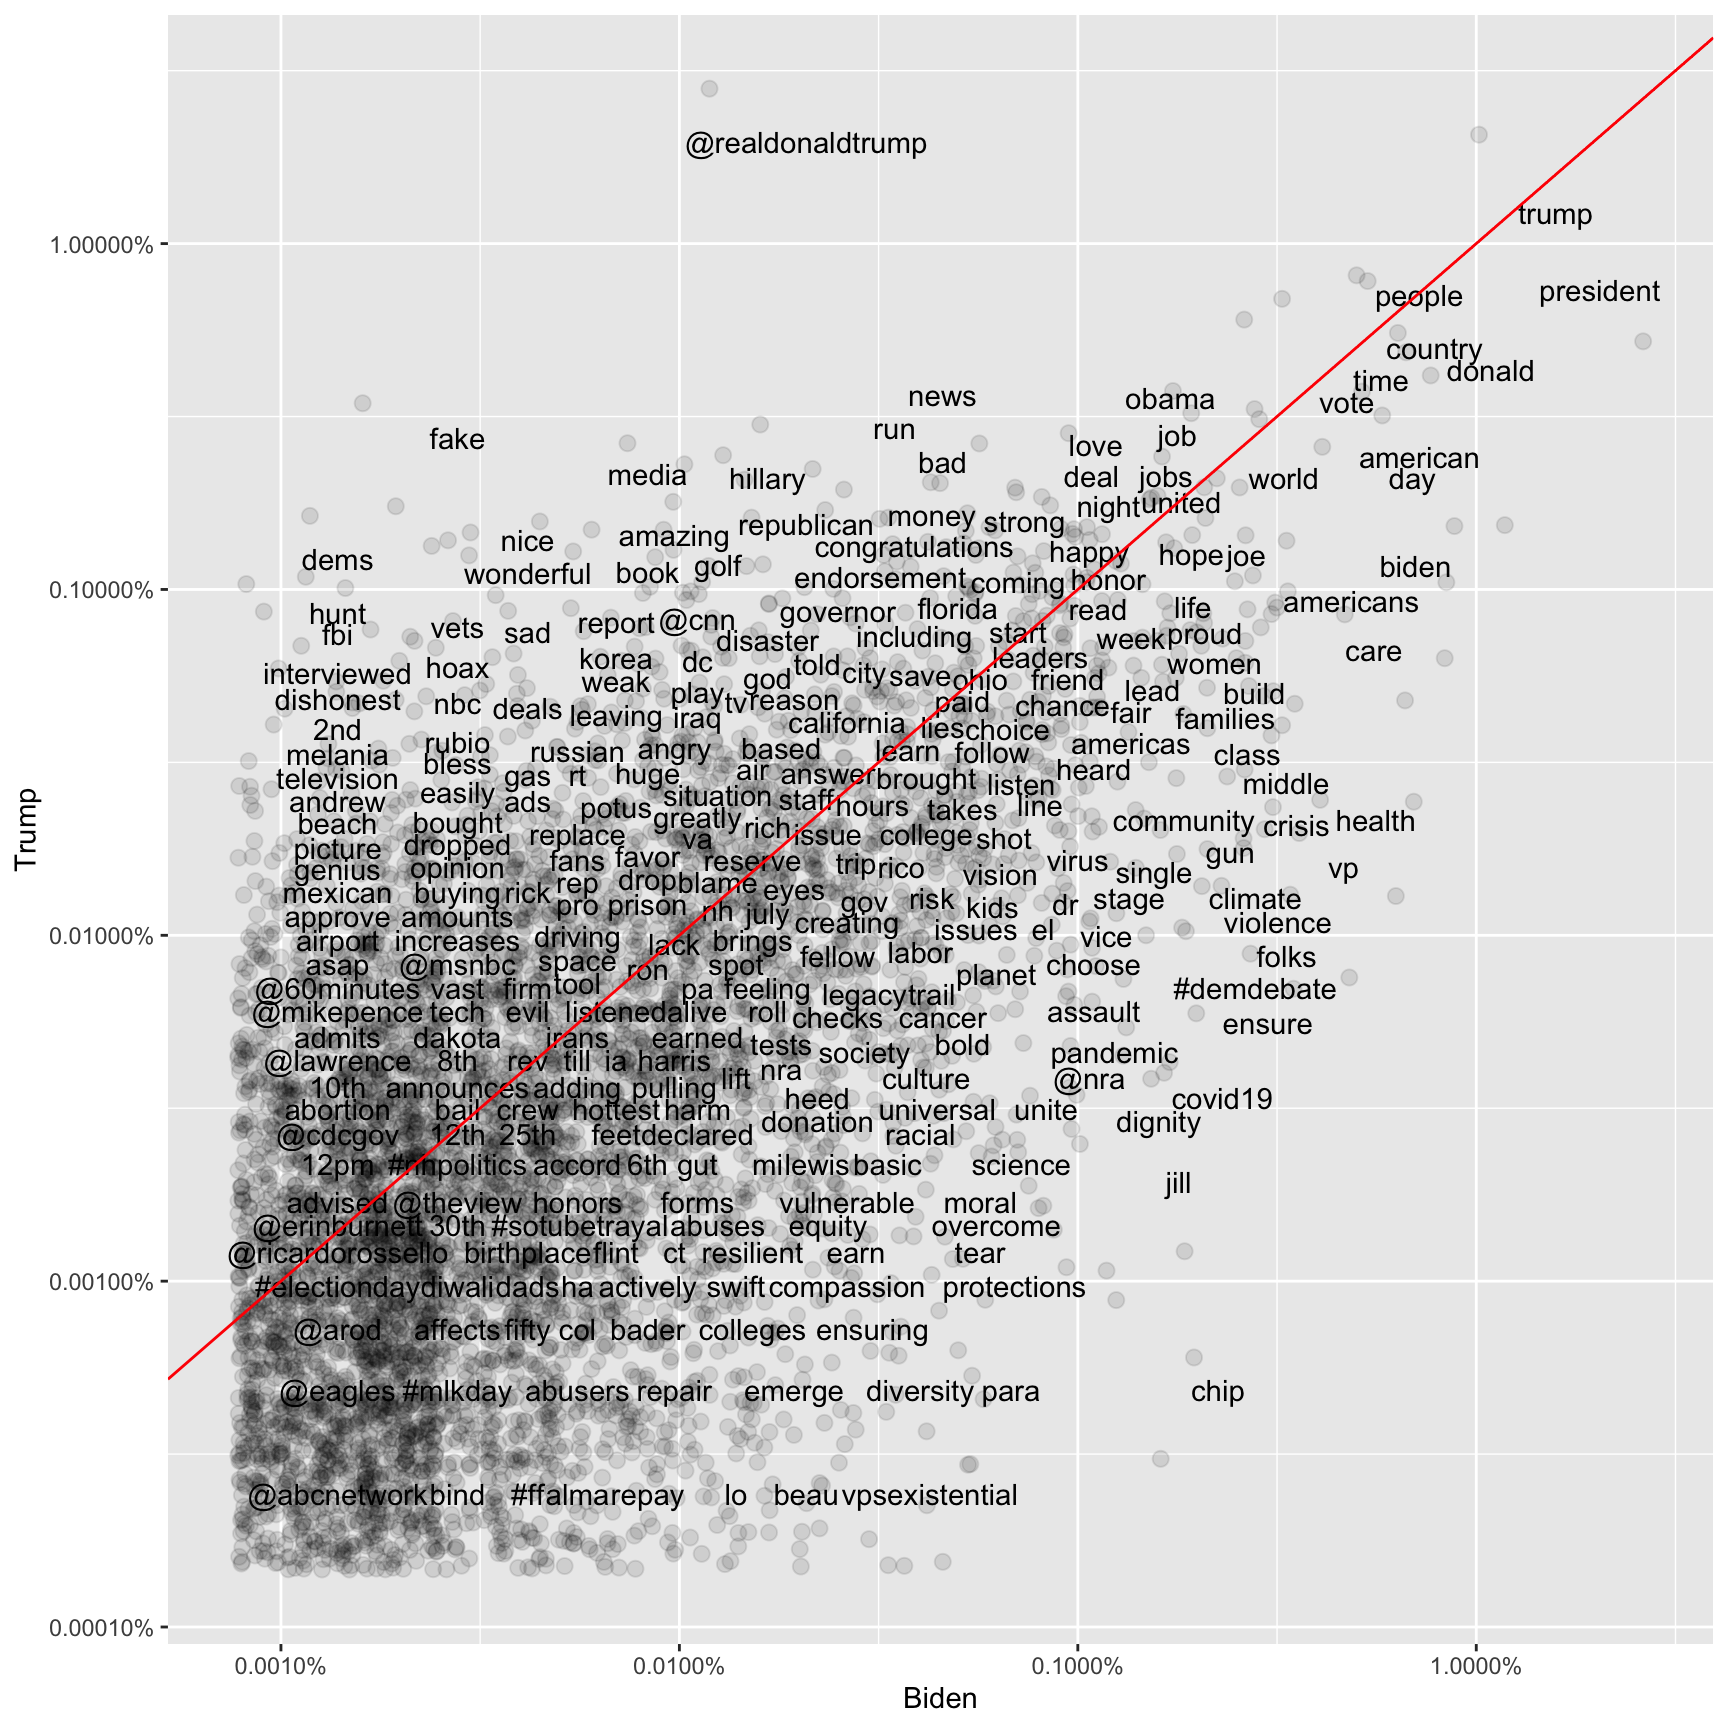 @realdonaldtrump
trump
1.00000%
people president
country
donald
time
news obama vote
run
fake love job
bad american
media hillary deal jobs world day
night united
republican money strong
nice amazing congratulations happy hope joe
dems golf biden
wonderful book endorsement coming honor
0.10000%
americans
hunt governor florida read life
fbi vets sad report @cnn disaster including start week proud
korea dc leaders care
interviewed hoax told city women
weak god save ohio friend
dishonest nbc play tv reason paid lead build
deals leaving iraq california chance fair families
2nd lies choice
melania rubio russian angry based learn follow americas class
bless
television gas rt huge air answer brought listen heard middle
andrew easily ads potus situation staff hours takes line
beach bought replace greatly rich issue college community crisis health
Trump
picture dropped va shot
genius opinion fans favor reserve trip rico vision virus single gun vp
mexican buying rick rep drop blame eyes
approve amounts pro prison nh july gov risk kids dr stage climate
creating issues el violence
0.01000%
airport increases driving lack brings vice
asap @msnbc space ron spot fellow labor choose folks
@60minutes vast firm tool pa feeling legacy trail planet #demdebate
@mikepence tech evil listened alive roll checks cancer assault ensure
admits dakota irans earned tests bold
@lawrence 8th rev till ia harris society pandemic
10th announces adding pulling lift nra culture @nra
abortion bail crew hottest harm heed universal unite covid19
donation dignity
@cdcgov 12th 25th feet declared racial
12pm #nhpolitics accord 6th gut mi lewis basic science
jill
advised @theview honors forms vulnerable moral
@erinburnett 30th #sotu betrayal abuses equity overcome
@ricardorossello birthplace flint ct resilient earn tear
0.00100%
#electionday diwali dads ha actively swift compassion protections
@arod affects fifty col bader colleges ensuring
@eagles #mlkday abusers repair emerge diversity para chip
@abcnetwork bind #ff alma repay lo beau vps existential
0.00010%
0.0010% 0.0100% 0.1000% 1.0000%
Biden